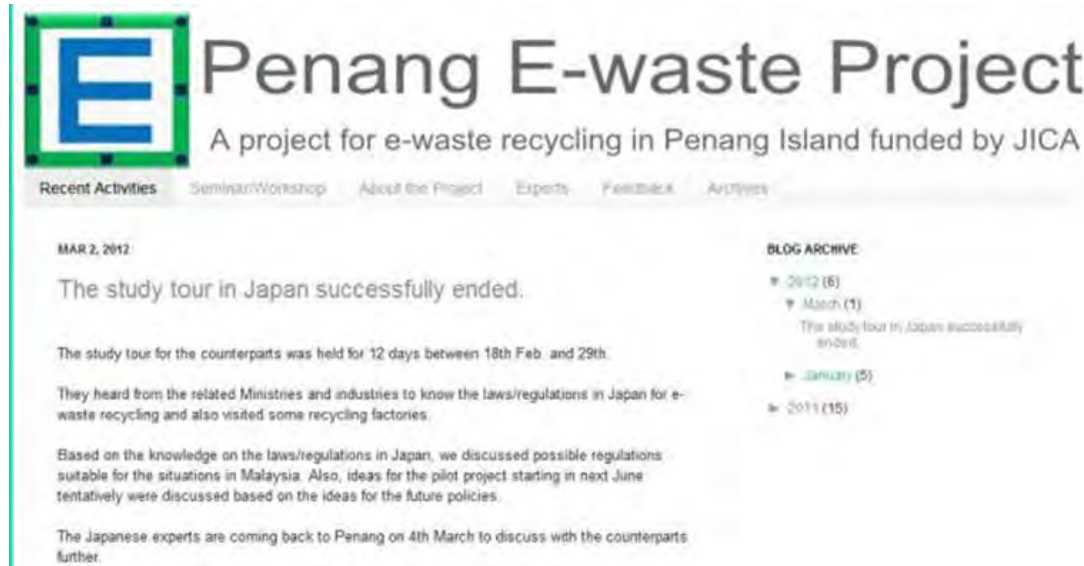 E
Penang E-waste Project
A project for e-waste recycling in Penang Island funded by JICA
Recent Activities Seminar/Workshop About the Project Experts Feedback Archives
MAR 2, 2012
The study tour in Japan successfully ended.
The study tour for the counterparts was held for 12 days between 18th Feb. and 29th.
They heard from the related Ministries and industries to know the laws/regulations in Japan for e-
waste recycling and also visited some recycling factories.
Based on the knowledge on the laws/regulations in Japan, we discussed possible regulations
suitable for the situations in Malaysia. Also, ideas for the pilot project starting in next June
tentatively were discussed based on the ideas for the future policies.
The Japanese experts are coming back to Penang on 4th March to discuss with the counterparts
further.
BLOG ARCHIVE
▼ 2012 (6)
▼ March (1)
The study tour in Japan successfully
ended.
► January (5)
► 2011 (15)